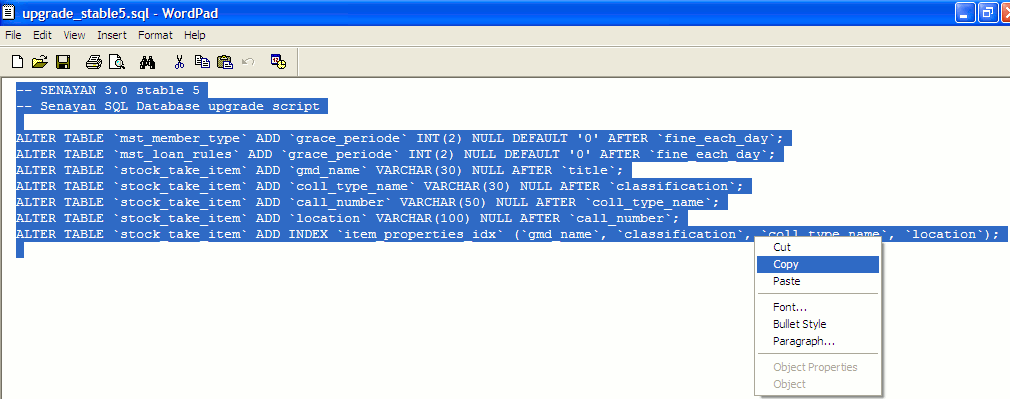 upgrade_stable5.sql - WordPad
File Edit View Insert Format Help
-- SENAYAN 3.0 stable 5
-- Senayan SQL Database upgrade script
ALTER TABLE `mst_member_type` ADD `grace_periode` INT(2) NULL DEFAULT '0' AFTER `fine_each_day`;
ALTER TABLE `mst_loan_rules` ADD `grace_periode` INT(2) NULL DEFAULT '0' AFTER `fine_each_day`;
ALTER TABLE `stock_take_item` ADD `gmd_name` VARCHAR(30) NULL AFTER `title`;
ALTER TABLE `stock_take_item` ADD `coll_type_name` VARCHAR(30) NULL AFTER `classification`;
ALTER TABLE `stock_take_item` ADD `call_number` VARCHAR(50) NULL AFTER `coll_type_name`;
ALTER TABLE `stock_take_item` ADD `location` VARCHAR(100) NULL AFTER `call_number`;
ALTER TABLE `stock_take_item` ADD INDEX `item_properties_idx` (`gmd_name`, `classification`, `coll_type_name`, `location`);
Cut
Copy
Paste
Font...
Bullet Style
Paragraph...
Object Properties
Object